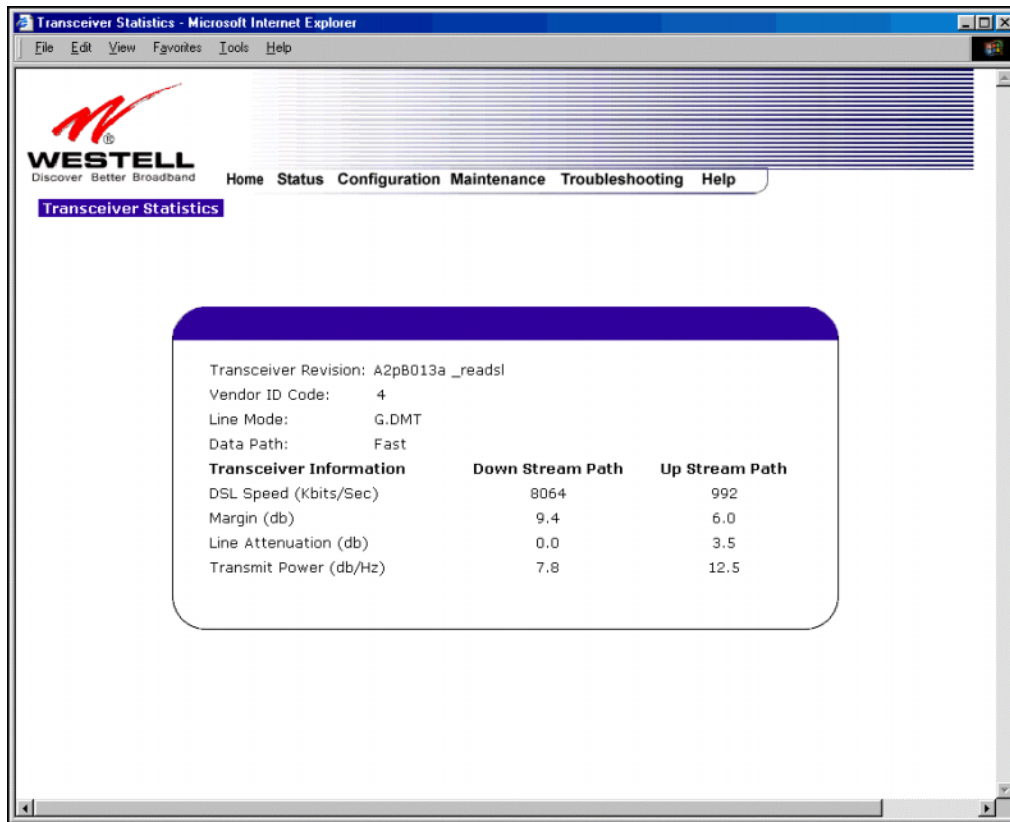 Transceiver Statistics - Microsoft Internet Explorer
File Edit View Favorites Tools Help
®
WESTELL
Discover Better Broadband
Home Status Configuration Maintenance Troubleshooting Help
Transceiver Statistics
Transceiver Revision: A2pB013a _readsl
Vendor ID Code: 4
Line Mode: G.DMT
Data Path: Fast
Transceiver Information Down Stream Path Up Stream Path
DSL Speed (Kbits/Sec) 8064 992
Margin (db) 9.4 6.0
Line Attenuation (db) 0.0 3.5
Transmit Power (db/Hz) 7.8 12.5